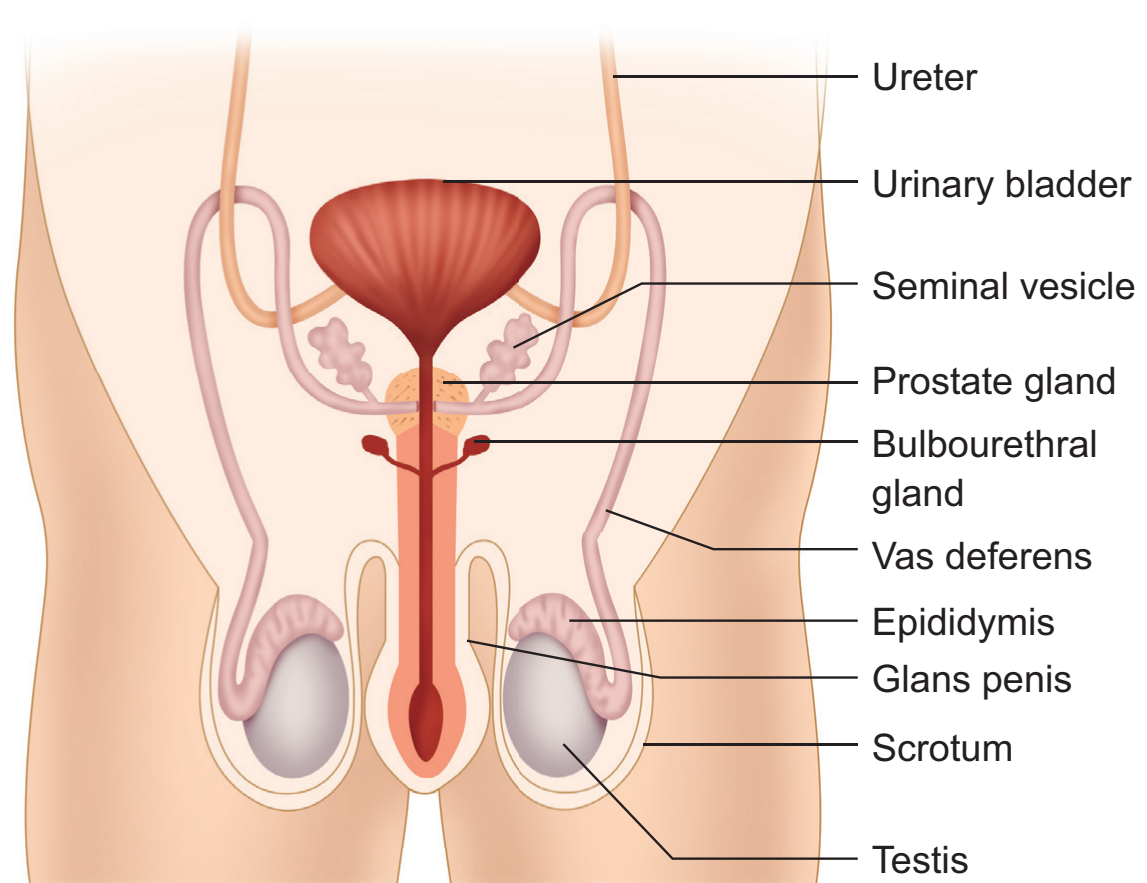 Ureter
Urinary bladder
Seminal vesicle
Prostate gland
Bulbourethral
gland
Vas deferens
Epididymis
Glans penis
Scrotum
Testis